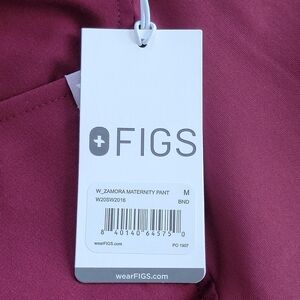 FIGS
W_ZAMORA MATERNITY PANT M
W20SW2016 BND
8 40140 64575 0
wearFIGS.com PO 1907
wearFIGS.com